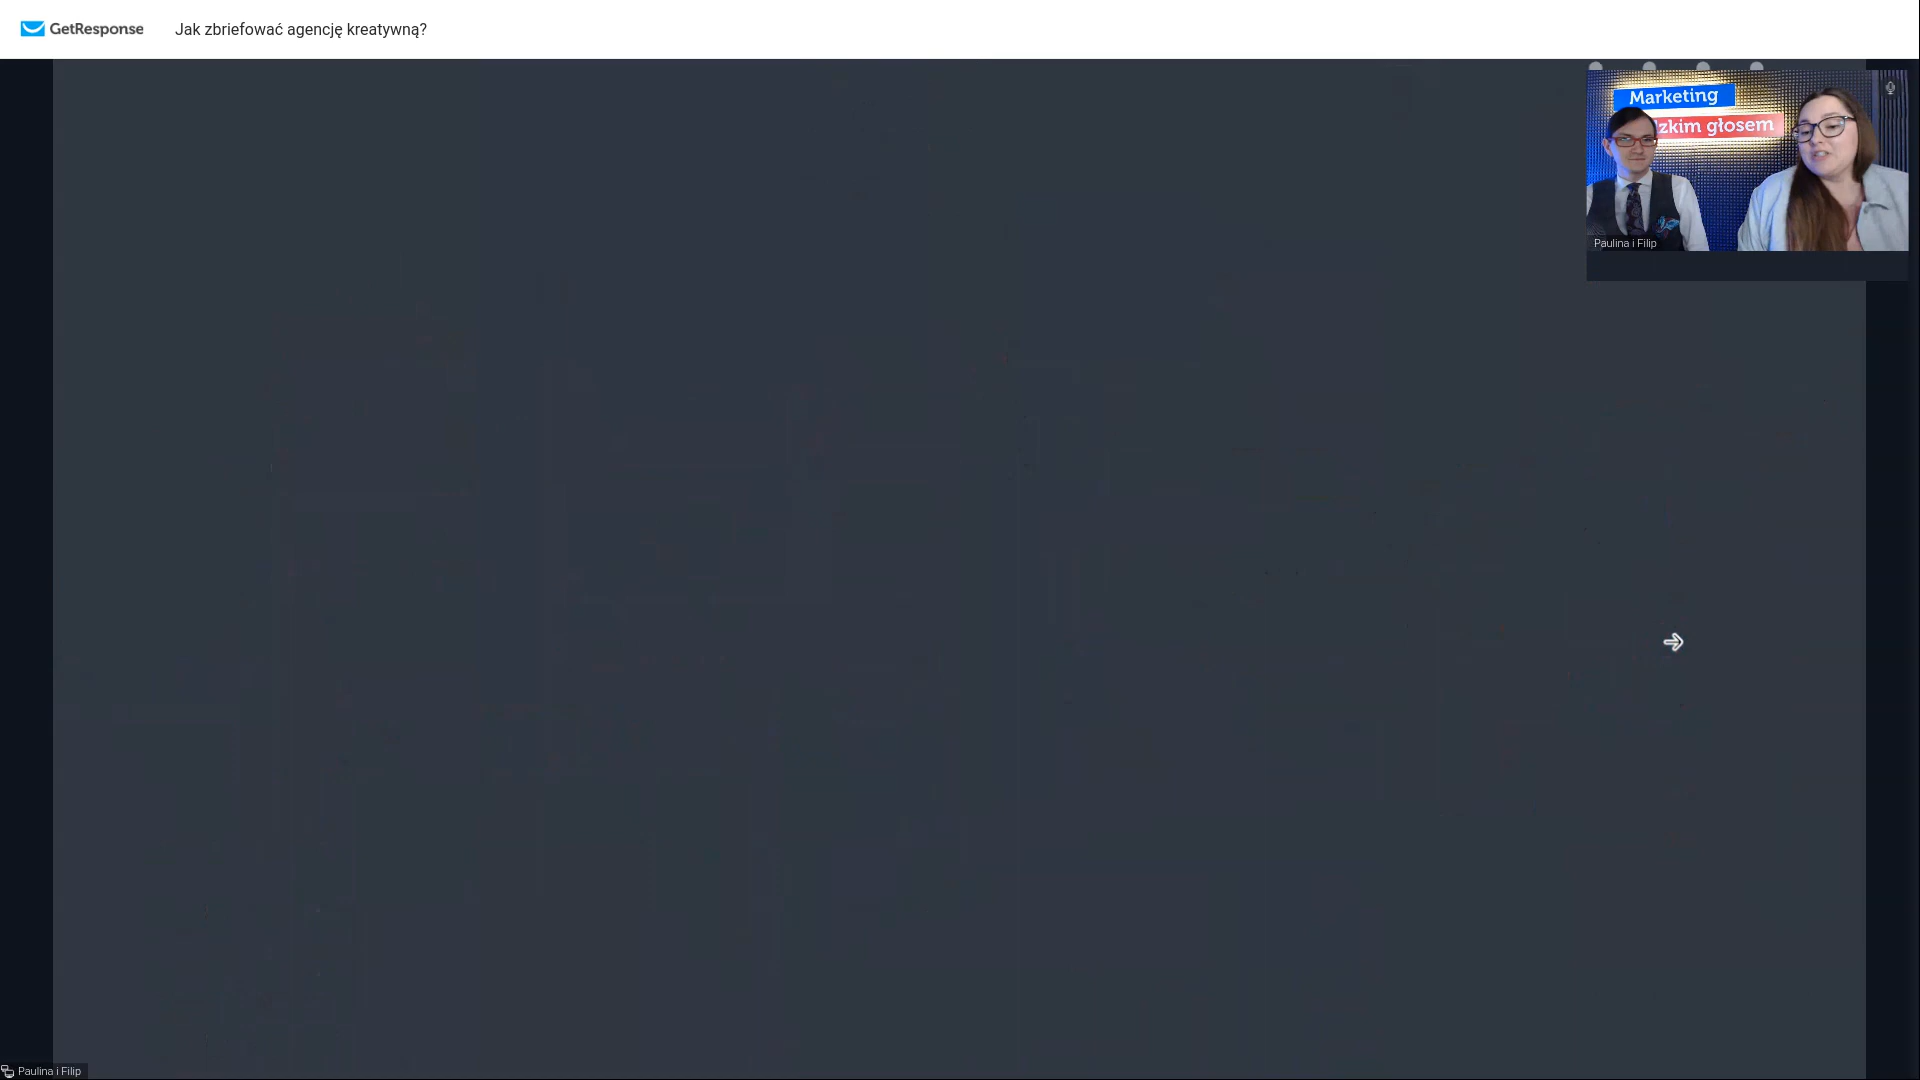 GetResponse
Jak zbriefować agencję kreatywną?
Marketing
zkim głosem
Paulina i Filip
Paulina i Filip